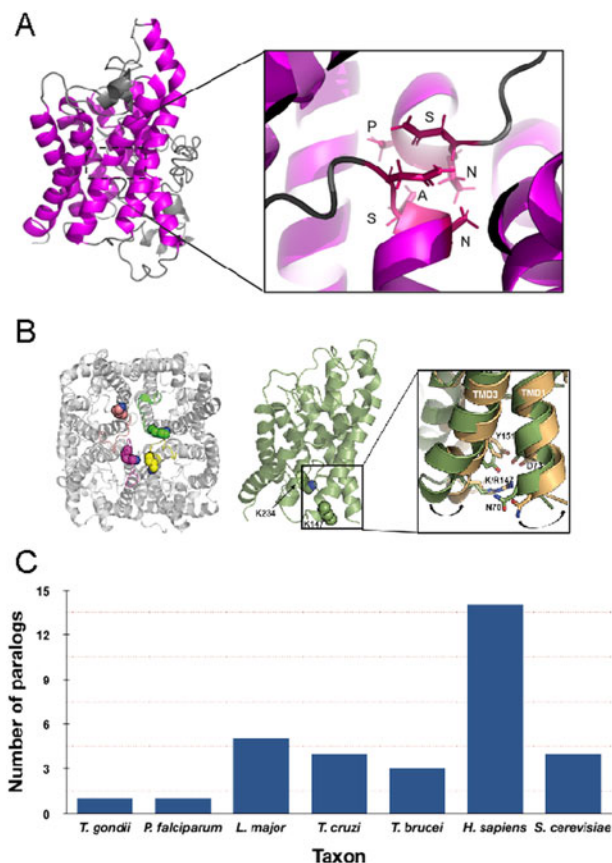 A
P
S
N
A
S
N
B
K234
K147
TMD3
TMD1
Y151
D73
K/R147
N70
C
Number of paralogs
15
12
9
6
3
0
T. gondii P. falciparum L. major T. cruzi T. brucei H. sapiens S. cerevisiae
Taxon